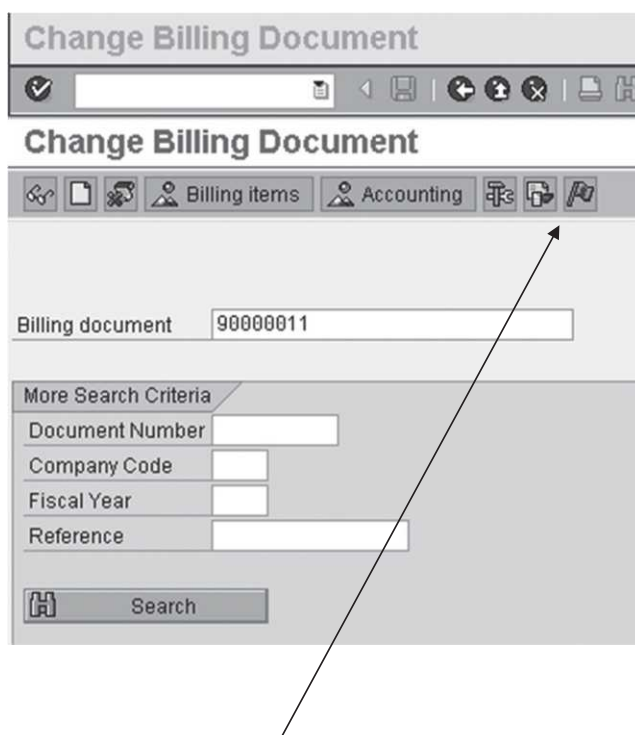 Change Billing Document
Change Billing Document
Billing items Accounting
Billing document 90000011
More Search Criteria
Document Number
Company Code
Fiscal Year
Reference
Search